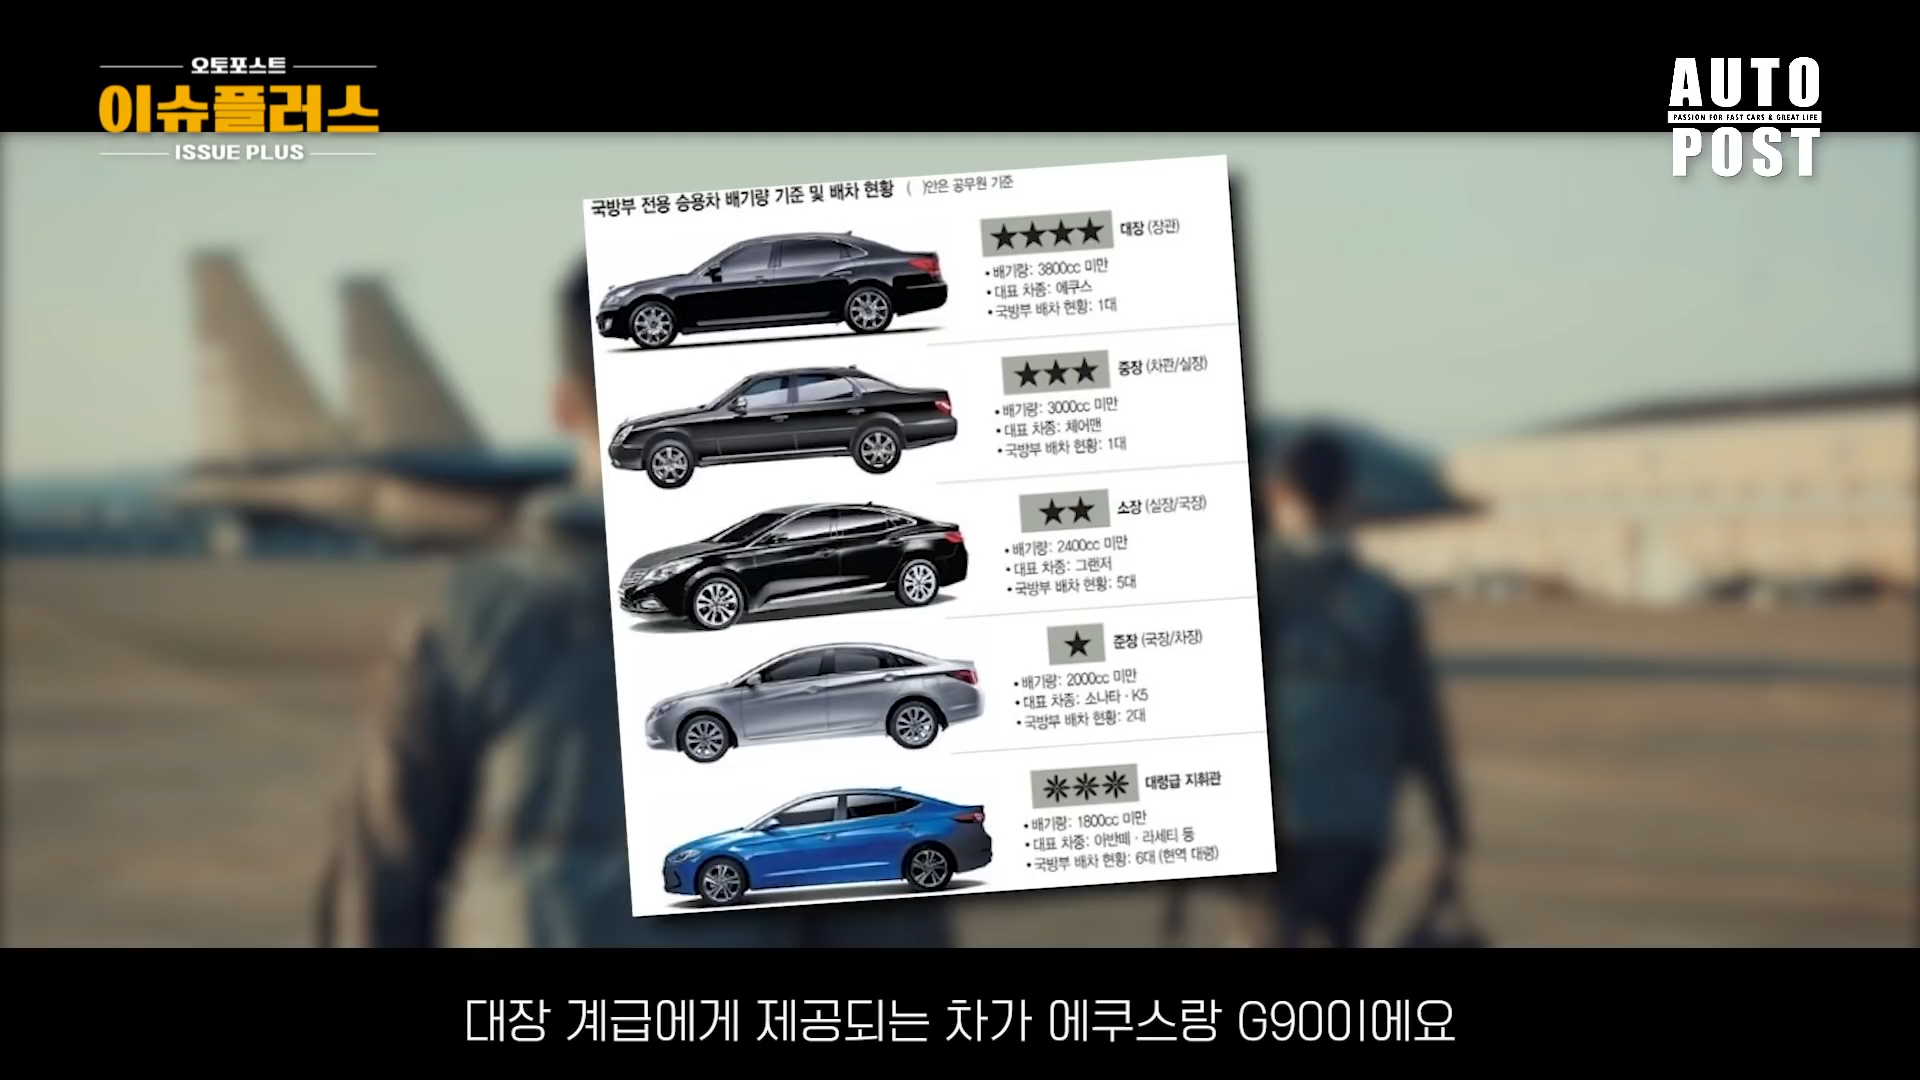 오토포스트
이슈플러스
ISSUE PLUS
AUTO
PASSION FOR FAST CARS & GREAT LIFE
POST
국방부 전용 승용차 배기량 기준 및 배차 현황 ( )안은 공무원 기준
★★★★ 대장 (장관)
• 배기량: 3800cc 미만
• 대표 차종: 에쿠스
• 국방부 배차 현황: 1대
★★★ 중장 (차관/실장)
• 배기량: 3000cc 미만
• 대표 차종: 체어맨
• 국방부 배차 현황: 1대
★★ 소장 (실장/국장)
• 배기량: 2400cc 미만
• 대표 차종: 그랜저
• 국방부 배차 현황: 5대
★ 준장 (국장/차장)
• 배기량: 2000cc 미만
• 대표 차종: 소나타 · K5
• 국방부 배차 현황: 2대
대령급 지휘관
• 배기량: 1800cc 미만
• 대표 차종: 아반떼 · 라세티 등
• 국방부 배차 현황: 6대 (현역 대령)
대장 계급에게 제공되는 차가 에쿠스랑 G90이에요